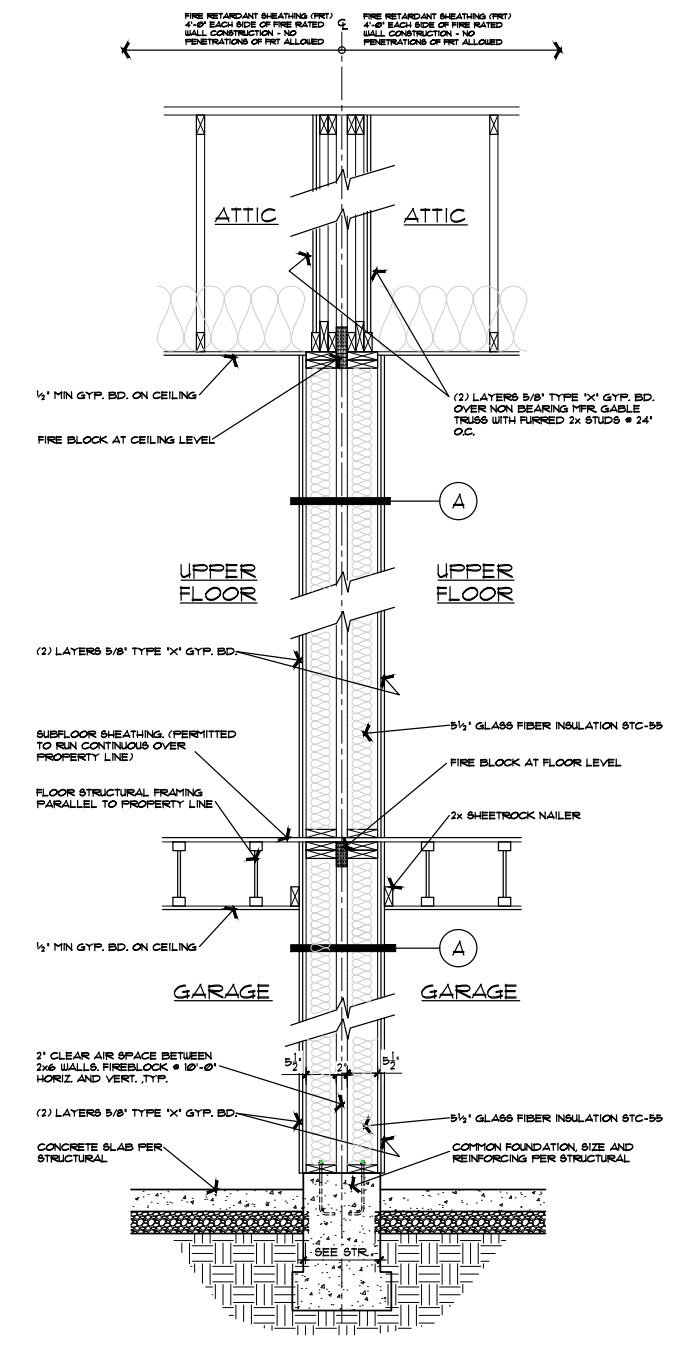 FIRE RETARDANT SHEATHING (FRT)
4'-0" EACH SIDE OF FIRE RATED
WALL CONSTRUCTION - NO
PENETRATIONS OF FRT ALLOWED
℄
FIRE RETARDANT SHEATHING (FRT)
4'-0" EACH SIDE OF FIRE RATED
WALL CONSTRUCTION - NO
PENETRATIONS OF FRT ALLOWED
ATTIC
ATTIC
½" MIN GYP. BD. ON CEILING
FIRE BLOCK AT CEILING LEVEL
(2) LAYERS 5/8" TYPE "X" GYP. BD.
OVER NON BEARING MFR. GABLE
TRUSS WITH FURRED 2x STUDS @ 24"
O.C.
A
UPPER
FLOOR
UPPER
FLOOR
(2) LAYERS 5/8" TYPE "X" GYP. BD.
5½" GLASS FIBER INSULATION STC-55
SUBFLOOR SHEATHING. (PERMITTED
TO RUN CONTINUOUS OVER
PROPERTY LINE)
FIRE BLOCK AT FLOOR LEVEL
FLOOR STRUCTURAL FRAMING
PARALLEL TO PROPERTY LINE
2x SHEETROCK NAILER
½" MIN GYP. BD. ON CEILING
A
GARAGE
GARAGE
2" CLEAR AIR SPACE BETWEEN
2x6 WALLS. FIREBLOCK @ 10'-0"
HORIZ. AND VERT. ,TYP.
5½"
2"
5½"
(2) LAYERS 5/8" TYPE "X" GYP. BD.
5½" GLASS FIBER INSULATION STC-55
CONCRETE SLAB PER
STRUCTURAL
COMMON FOUNDATION, SIZE AND
REINFORCING PER STRUCTURAL
SEE STR.